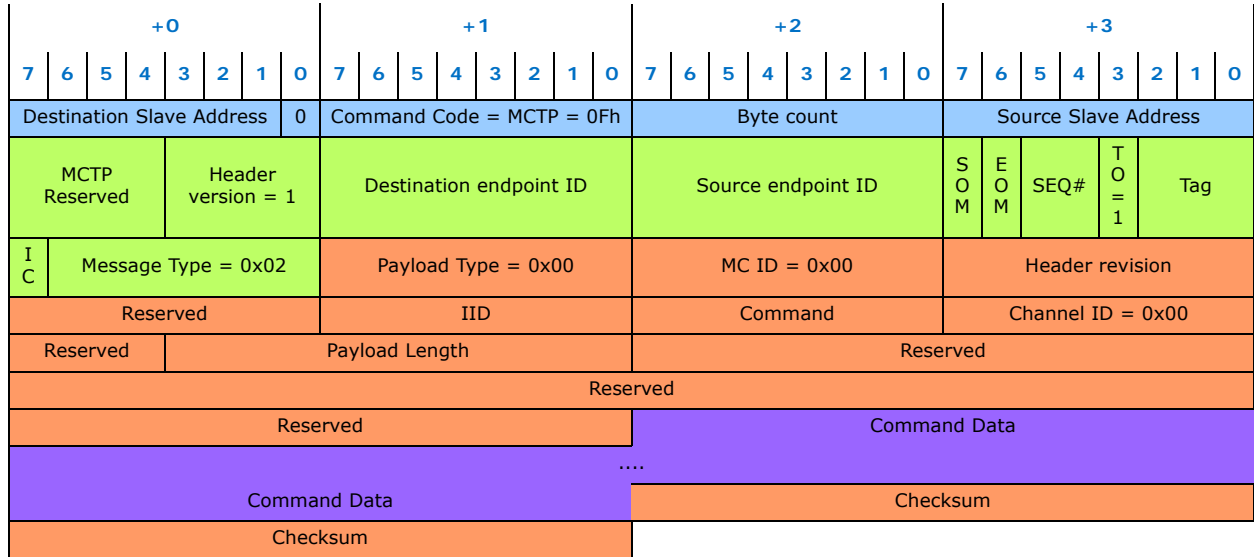 +0 +1 +2 +3
7 6 5 4 3 2 1 0 7 6 5 4 3 2 1 0 7 6 5 4 3 2 1 0 7 6 5 4 3 2 1 0
Destination Slave Address 0 Command Code = MCTP = 0Fh Byte count Source Slave Address
MCTP Reserved Header version = 1 Destination endpoint ID Source endpoint ID SOM EOM SEQ# TO=1 Tag
IC Message Type = 0x02 Payload Type = 0x00 MC ID = 0x00 Header revision
Reserved IID Command Channel ID = 0x00
Reserved Payload Length Reserved
Reserved
Reserved Command Data
....
Command Data Checksum
Checksum